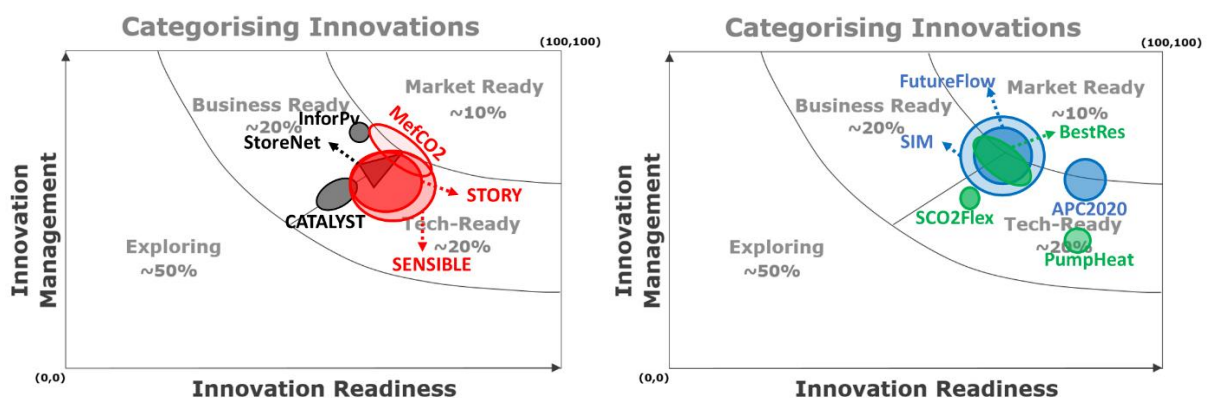 Categorising Innovations
(100,100)
Market Ready
~10%
Business Ready
~20%
InforPv
MefCO2
StoreNet
STORY
CATALYST
Tech-Ready
~20%
SENSIBLE
Exploring
~50%
Innovation
Management
(0,0)
Innovation Readiness
Categorising Innovations
(100,100)
FutureFlow
Market Ready
~10%
Business Ready
~20%
BestRes
SIM
SCO2Flex
APC2020
Tech-Ready
~20%
PumpHeat
Exploring
~50%
Innovation
Management
(0,0)
Innovation Readiness